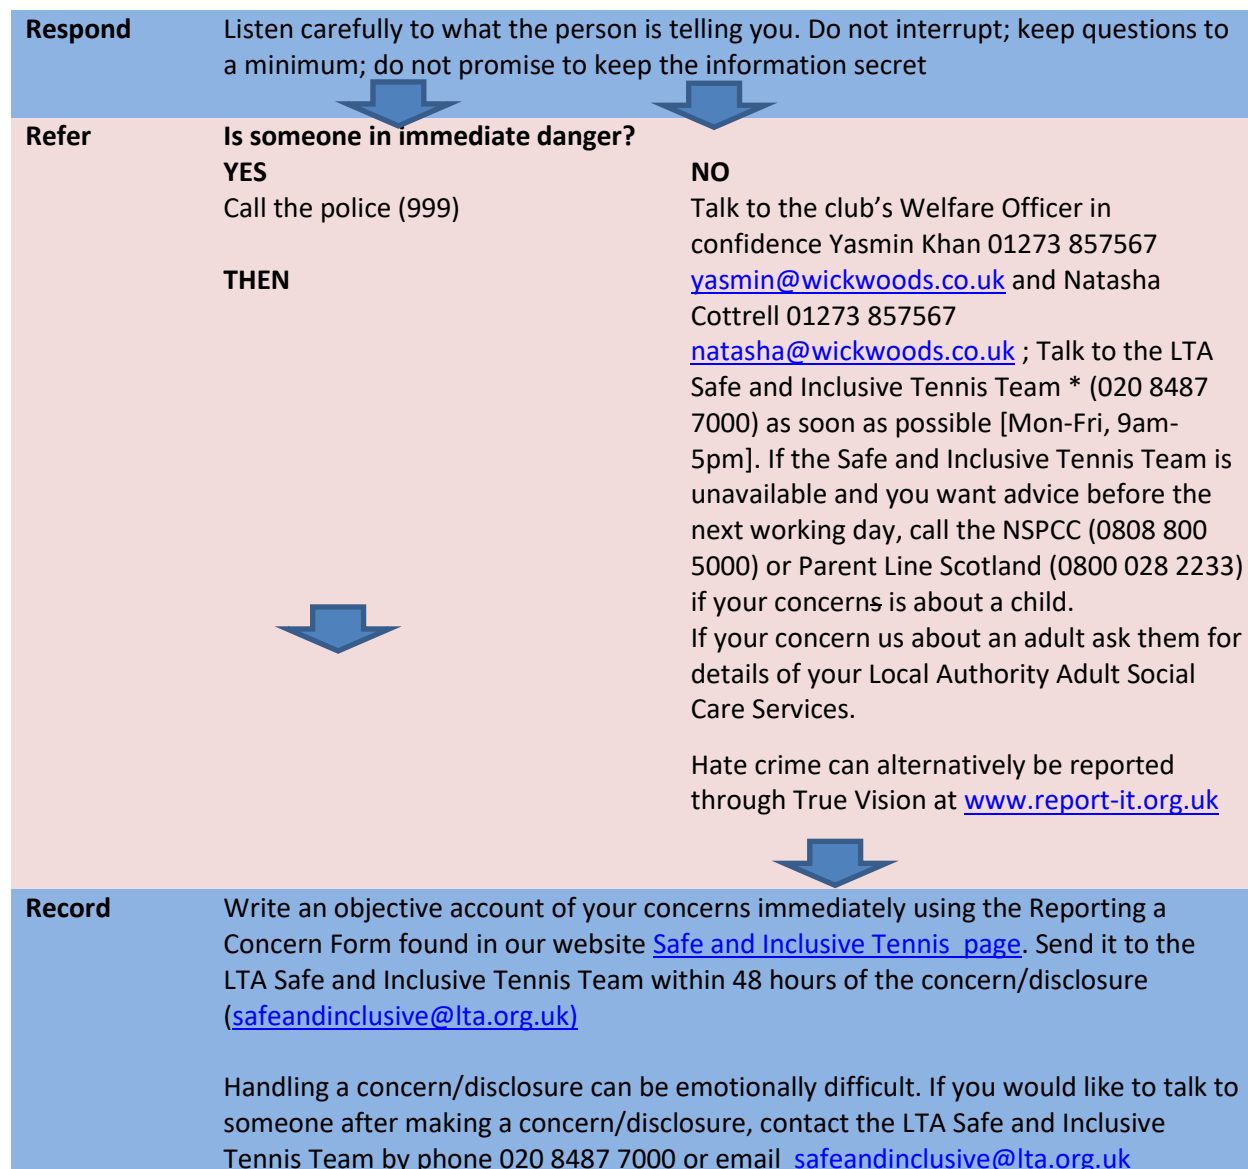 Respond
Listen carefully to what the person is telling you. Do not interrupt; keep questions to
a minimum; do not promise to keep the information secret
Refer
Is someone in immediate danger?
YES
Call the police (999)
THEN
NO
Talk to the club’s Welfare Officer in
confidence Yasmin Khan 01273 857567
yasmin@wickwoods.co.uk and Natasha
Cottrell 01273 857567
natasha@wickwoods.co.uk ; Talk to the LTA
Safe and Inclusive Tennis Team * (020 8487
7000) as soon as possible [Mon-Fri, 9am-
5pm]. If the Safe and Inclusive Tennis Team is
unavailable and you want advice before the
next working day, call the NSPCC (0808 800
5000) or Parent Line Scotland (0800 028 2233)
if your concerns is about a child.
If your concern us about an adult ask them for
details of your Local Authority Adult Social
Care Services.
Hate crime can alternatively be reported
through True Vision at www.report-it.org.uk
Record
Write an objective account of your concerns immediately using the Reporting a
Concern Form found in our website Safe and Inclusive Tennis  page. Send it to the
LTA Safe and Inclusive Tennis Team within 48 hours of the concern/disclosure
(safeandinclusive@lta.org.uk)
Handling a concern/disclosure can be emotionally difficult. If you would like to talk to
someone after making a concern/disclosure, contact the LTA Safe and Inclusive
Tennis Team by phone 020 8487 7000 or email  safeandinclusive@lta.org.uk